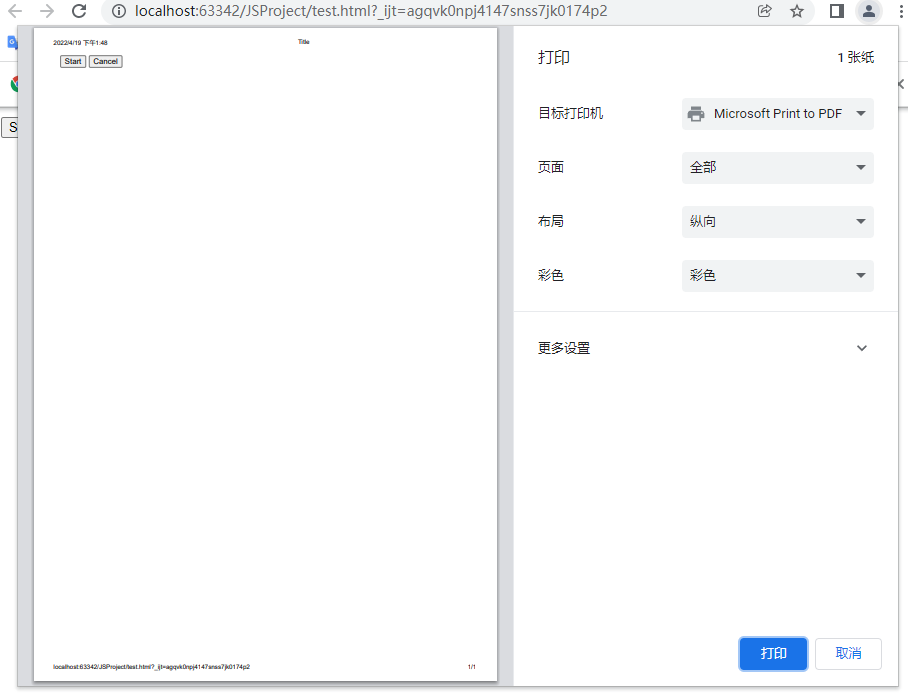 localhost:63342/JSProject/test.html?_ijt=agqvk0npj4147snss7jk0174p2
2022/4/19 下午1:48
Title
Start
Cancel
localhost:63342/JSProject/test.html?_ijt=agqvk0npj4147snss7jk0174p2
1/1
打印
1 张纸
目标打印机
Microsoft Print to PDF
页面
全部
布局
纵向
彩色
彩色
更多设置
打印
取消